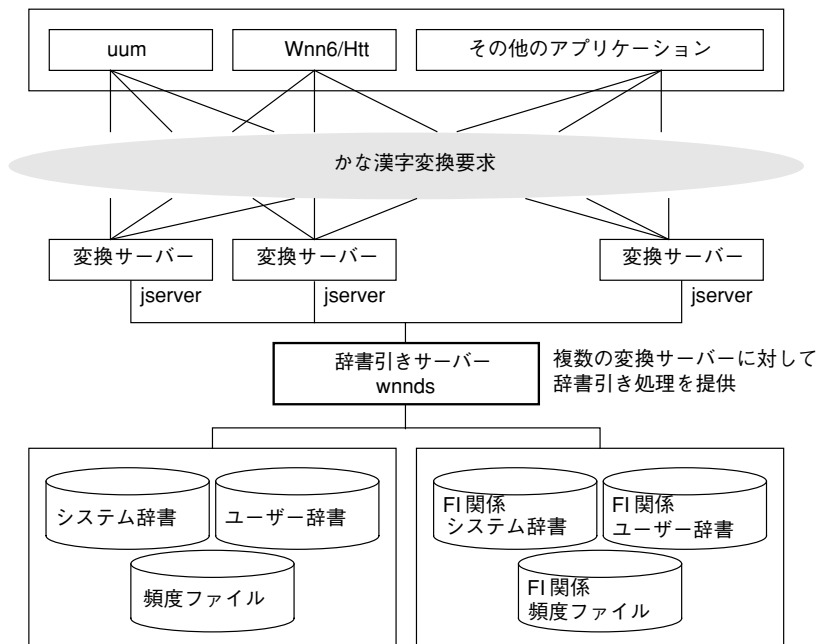 uum
Wnn6/Htt
その他のアプリケーション
かな漢字変換要求
変換サーバー
変換サーバー
変換サーバー
jserver
jserver
jserver
辞書引きサーバー
wnnds
複数の変換サーバーに対して
辞書引き処理を提供
システム辞書
ユーザー辞書
頻度ファイル
FI関係
システム辞書
FI関係
ユーザー辞書
FI関係
頻度ファイル